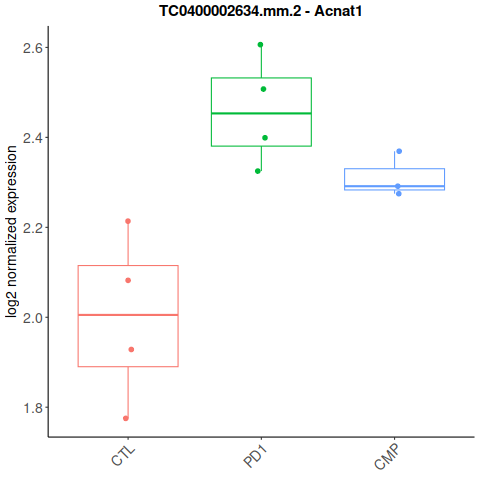 TC0400002634.mm.2 - Acnat1
log2 normalized expression
2.6
2.4
2.2
2.0
1.8
CTL
PD1
CMP